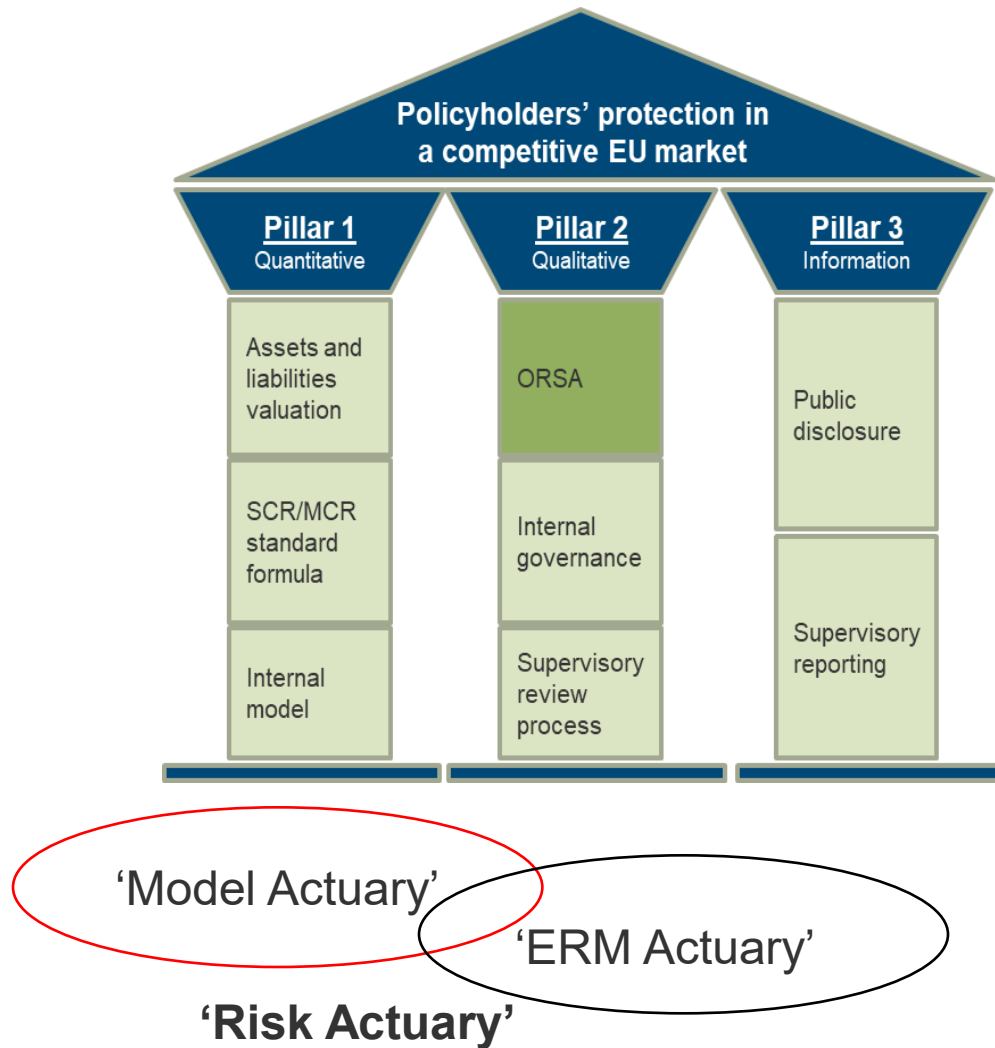 Policyholders’ protection in
a competitive EU market
Pillar 1
Quantitative
Pillar 2
Qualitative
Pillar 3
Information
Assets and
liabilities
valuation
SCR/MCR
standard
formula
Internal
model
ORSA
Internal
governance
Supervisory
review
process
Public
disclosure
Supervisory
reporting
‘Model Actuary’
‘ERM Actuary’
‘Risk Actuary’